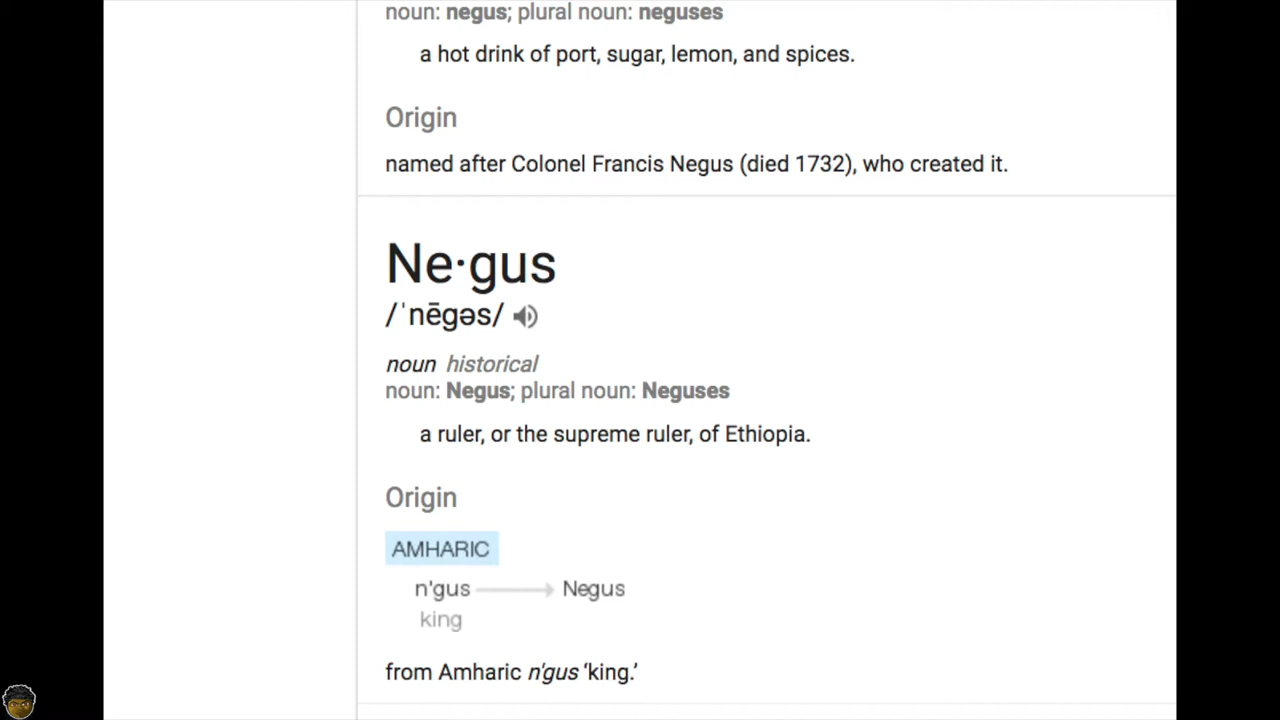 noun: negus; plural noun: neguses
a hot drink of port, sugar, lemon, and spices.
Origin
named after Colonel Francis Negus (died 1732), who created it.
Ne·gus
/ˈnēɡəs/
noun historical
noun: Negus; plural noun: Neguses
a ruler, or the supreme ruler, of Ethiopia.
Origin
AMHARIC
n'gus Negus
king
from Amharic n'gus ‘king.’